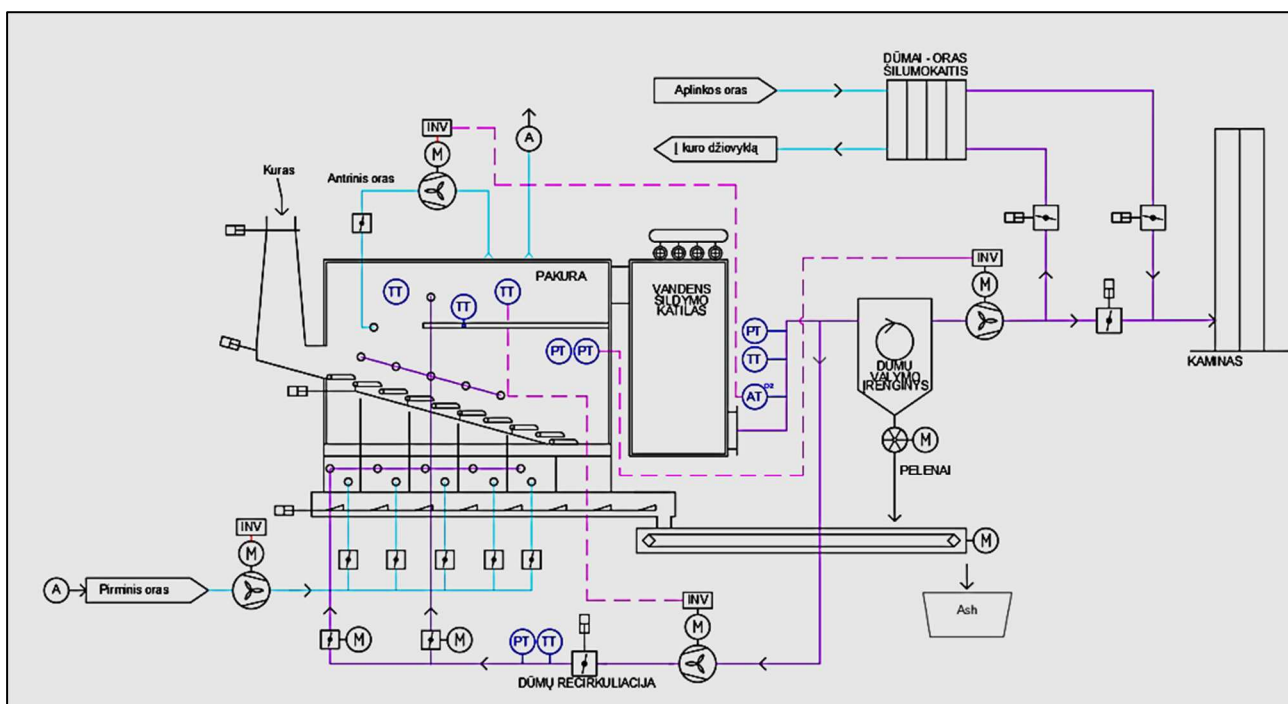 DŪMAI - ORAS
ŠILUMOKAITIS
Aplinkos oras
Į kuro džiovyklą
INV
M
A
Kuras
Antrinis oras
PAKURA
TT
TT
TT
VANDENS
ŠILDYMO
KATILAS
INV
M
PT
PT
PT
TT
AT
O2
DŪMŲ
VALYMO
ĮRENGINYS
KAMINAS
M
PELENAI
INV
M
M
A
Pirminis oras
INV
M
Ash
M
M
PT
TT
DŪMŲ RECIRKULIACIJA